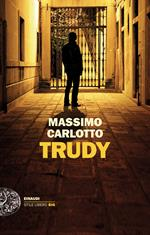 MASSIMO
CARLOTTO
TRUDY
EINAUDI
STILE LIBERO BIG